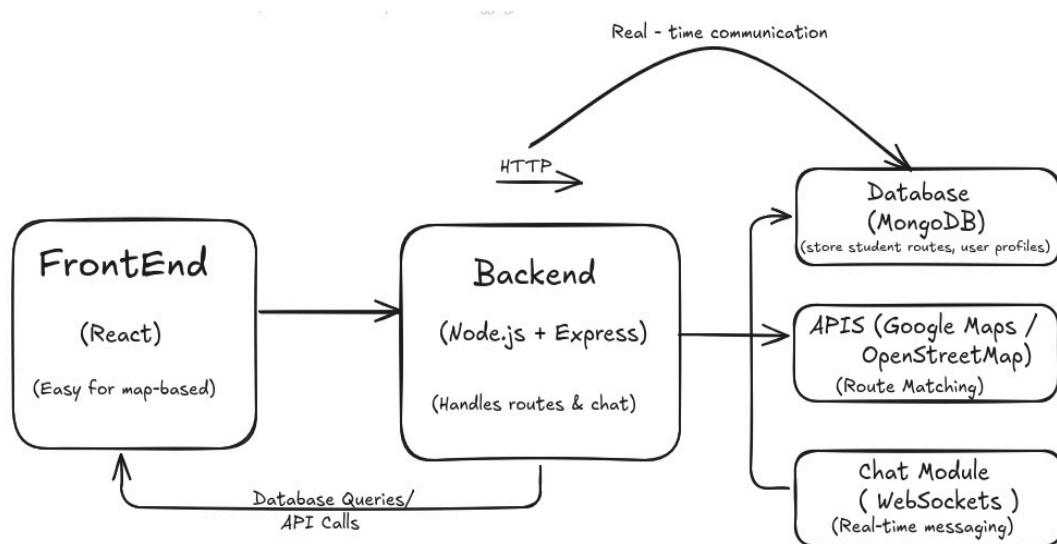 Real - time communication
HTTP
FrontEnd
(React)
(Easy for map-based)
Backend
(Node.js + Express)
(Handles routes & chat)
Database
(MongoDB)
(store student routes, user profiles)
APIS (Google Maps /
OpenStreetMap)
(Route Matching)
Chat Module
( WebSockets )
(Real-time messaging)
Database Queries/
API Calls